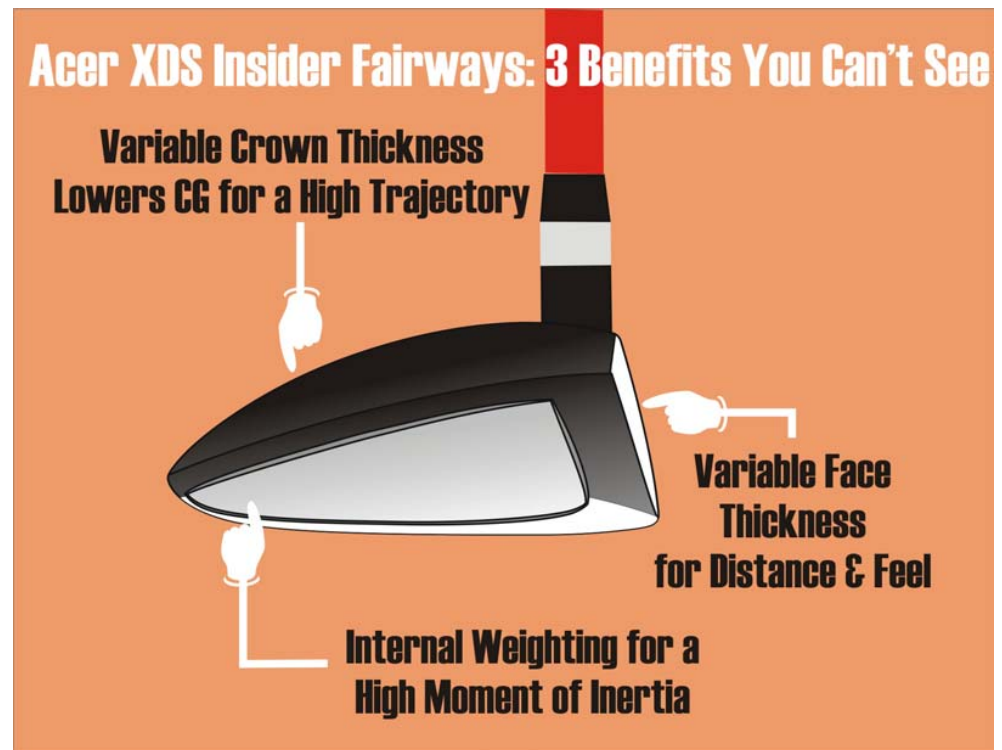 Acer XDS Insider Fairways: 3 Benefits You Can't See
Variable Crown Thickness
Lowers CG for a High Trajectory
Variable Face
Thickness
for Distance & Feel
Internal Weighting for a
High Moment of Inertia